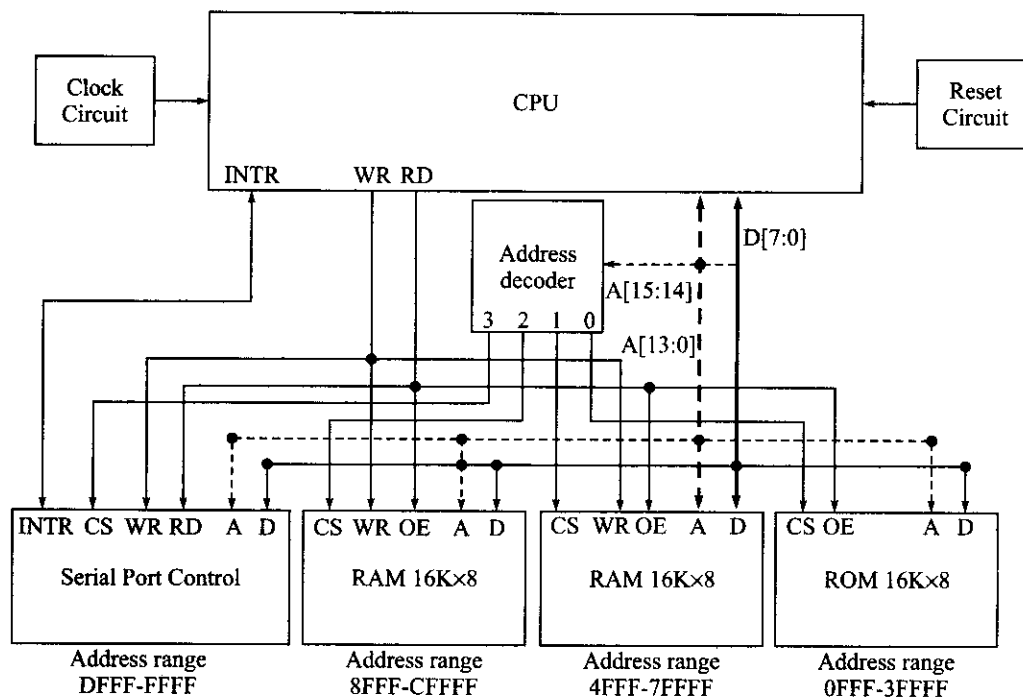 Clock
Circuit
CPU
Reset
Circuit
INTR WR RD
D[7:0]
Address
decoder
A[15:14]
3 2 1 0
A[13:0]
INTR CS WR RD A D
CS WR OE A D
CS WR OE A D
CS OE A D
Serial Port Control
RAM 16K×8
RAM 16K×8
ROM 16K×8
Address range
DFFF-FFFF
Address range
8FFF-CFFFF
Address range
4FFF-7FFFF
Address range
0FFF-3FFFF